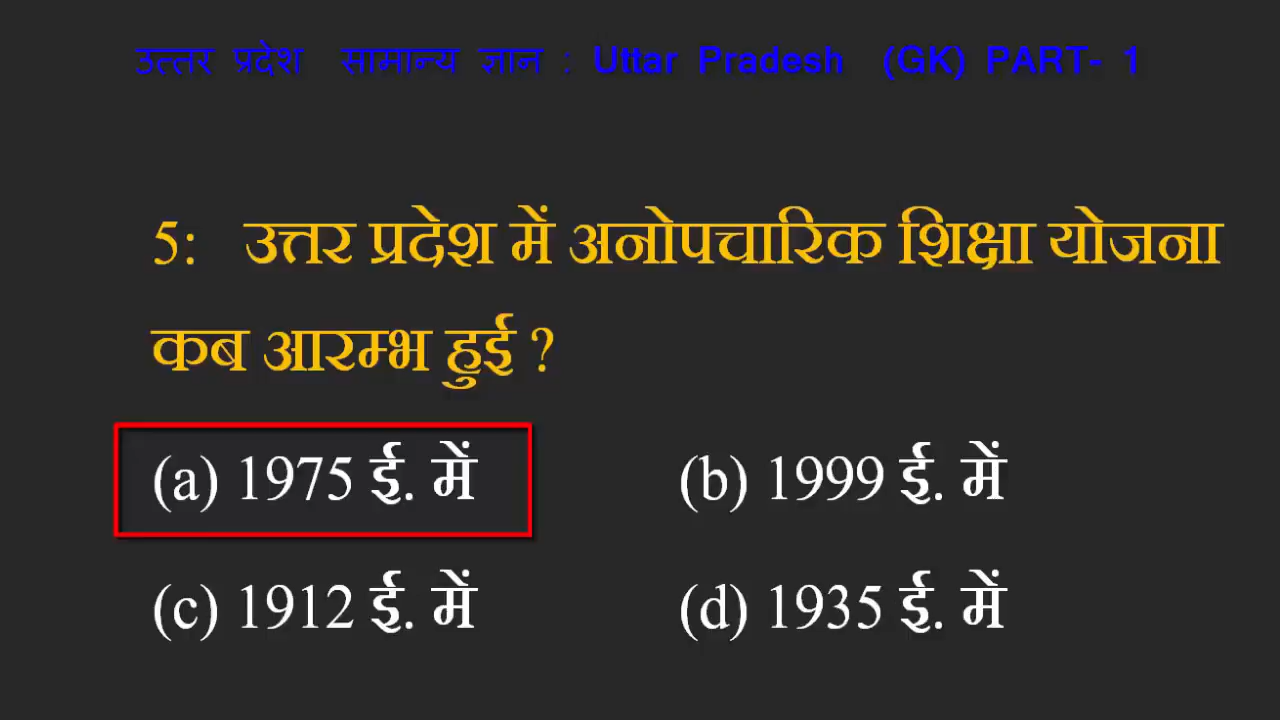 उत्तर प्रदेश सामान्य ज्ञान : Uttar Pradesh (GK) PART- 1
5: उत्तर प्रदेश में अनोपचारिक शिक्षा योजना
कब आरम्भ हुई ?
(a) 1975 ई. में (b) 1999 ई. में
(c) 1912 ई. में (d) 1935 ई. में